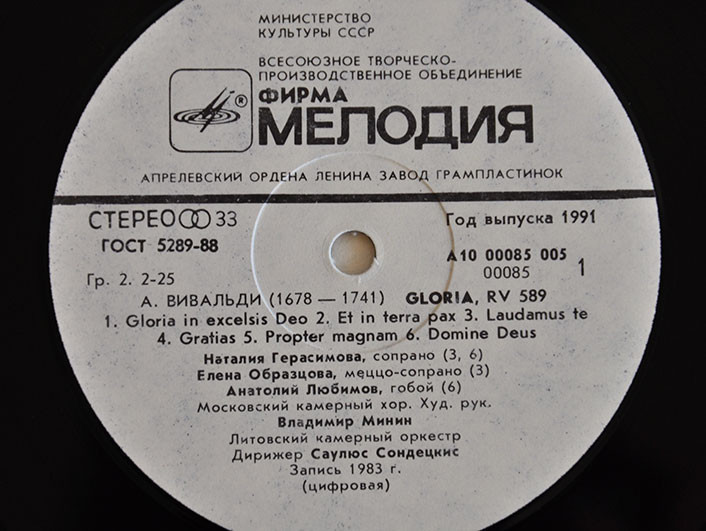 МИНИСТЕРСТВО
КУЛЬТУРЫ СССР
ВСЕСОЮЗНОЕ ТВОРЧЕСКО-
ПРОИЗВОДСТВЕННОЕ ОБЪЕДИНЕНИЕ
®
ФИРМА
МЕЛОДИЯ
АПРЕЛЕВСКИЙ ОРДЕНА ЛЕНИНА ЗАВОД ГРАМПЛАСТИНОК
СТЕРЕО 33
Год выпуска 1991
ГОСТ 5289-88
А10 00085 005
00085 1
Гр. 2. 2-25
А. ВИВАЛЬДИ (1678 — 1741) GLORIA, RV 589
1. Gloria in excelsis Deo 2. Et in terra pax 3. Laudamus te
4. Gratias 5. Propter magnam 6. Domine Deus
Наталия Герасимова, сопрано (3, 6)
Елена Образцова, меццо-сопрано (3)
Анатолий Любимов, гобой (6)
Московский камерный хор. Худ. рук.
Владимир Минин
Литовский камерный оркестр
Дирижер Саулюс Сондецкис
Запись 1983 г.
(цифровая)